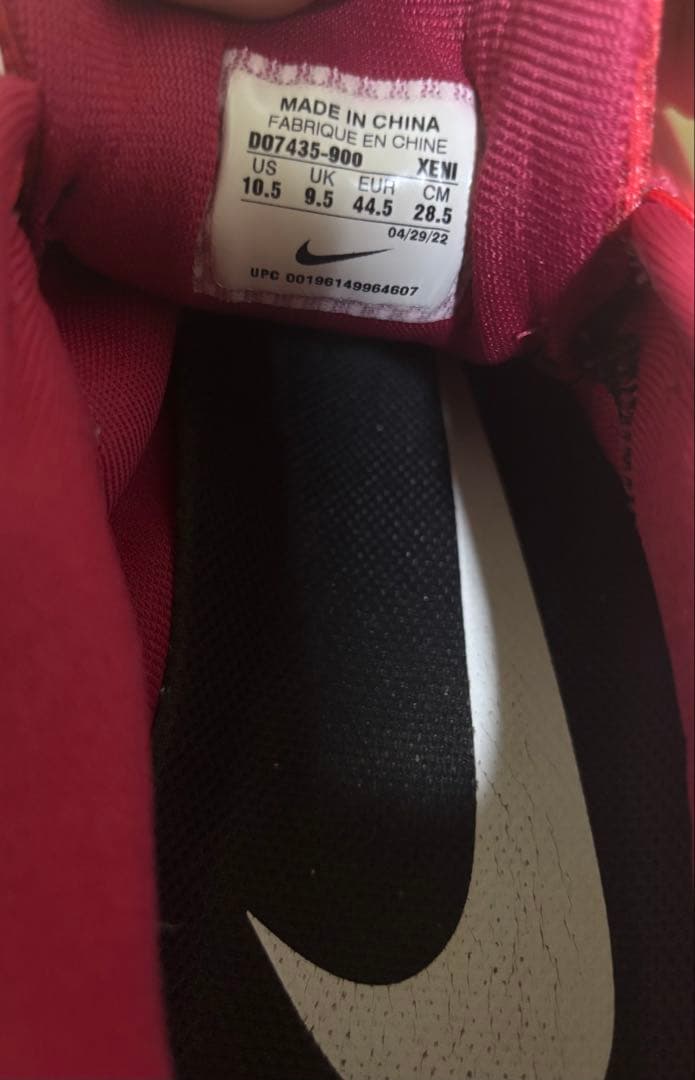 MADE IN CHINA
FABRIQUE EN CHINE
DO7435-900 XENI
US UK EUR CM
10.5 9.5 44.5 28.5
04/29/22
UPC 00196149964607